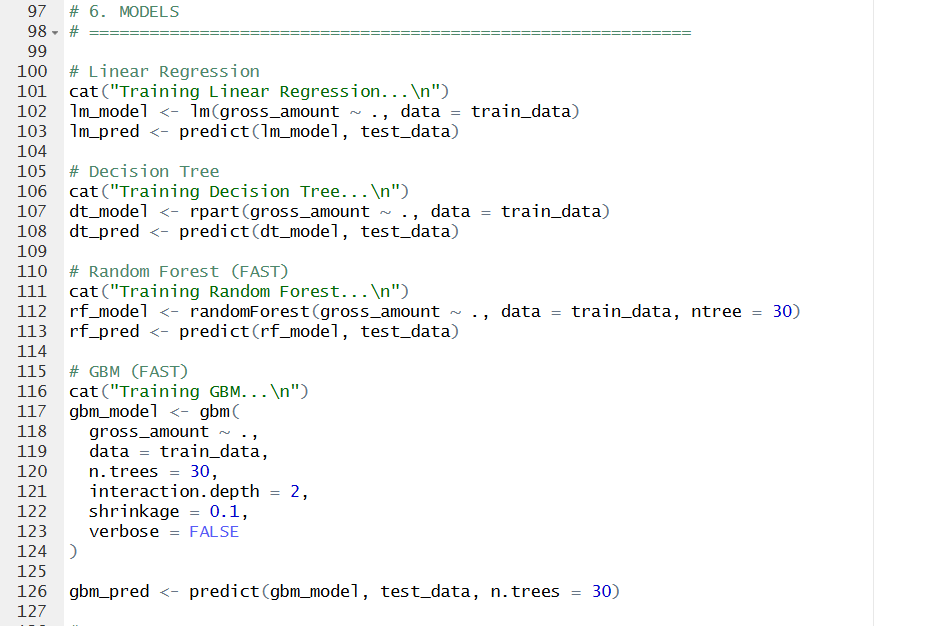 97 # 6. MODELS
98 # ============================================================
99
100 # Linear Regression
101 cat("Training Linear Regression...\n")
102 lm_model <- lm(gross_amount ~ ., data = train_data)
103 lm_pred <- predict(lm_model, test_data)
104
105 # Decision Tree
106 cat("Training Decision Tree...\n")
107 dt_model <- rpart(gross_amount ~ ., data = train_data)
108 dt_pred <- predict(dt_model, test_data)
109
110 # Random Forest (FAST)
111 cat("Training Random Forest...\n")
112 rf_model <- randomForest(gross_amount ~ ., data = train_data, ntree = 30)
113 rf_pred <- predict(rf_model, test_data)
114
115 # GBM (FAST)
116 cat("Training GBM...\n")
117 gbm_model <- gbm(
118   gross_amount ~ .,
119   data = train_data,
120   n.trees = 30,
121   interaction.depth = 2,
122   shrinkage = 0.1,
123   verbose = FALSE
124 )
125
126 gbm_pred <- predict(gbm_model, test_data, n.trees = 30)
127